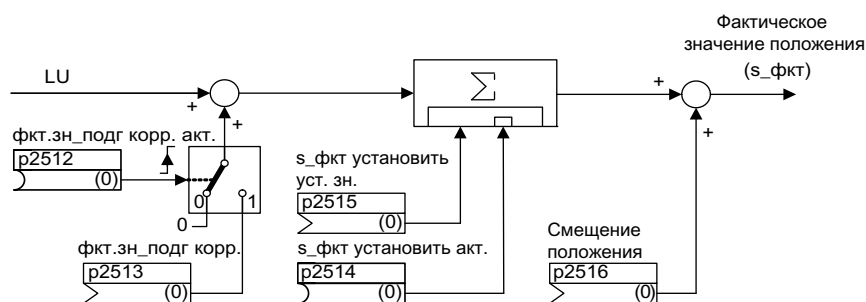 Фактическое
значение положения
(s_фкт)
LU
Σ
+
+
+
+
фкт.зн_подг корр. акт.
p2512
(0)
0
1
0
s_фкт установить
уст. зн.
p2515
(0)
фкт.зн_подг корр.
p2513
(0)
s_фкт установить акт.
p2514
(0)
Смещение
положения
p2516
(0)